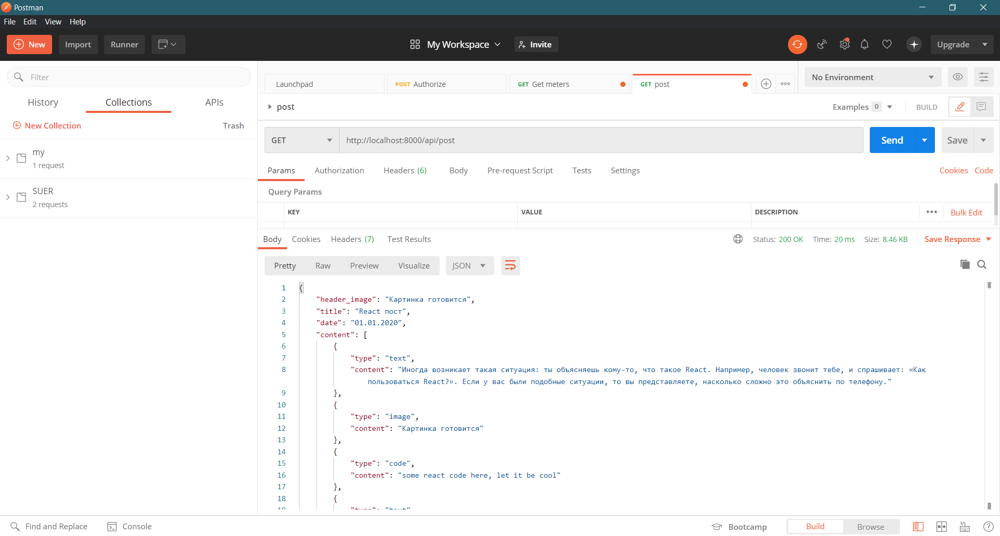 Postman
File Edit View Help
New Import Runner My Workspace Invite Upgrade
Filter
History Collections APIs
New Collection Trash
my
1 request
SUER
2 requests
Launchpad POST Authorize GET Get meters GET post No Environment
post Examples 0 BUILD
GET http://localhost:8000/api/post Send Save
Params Authorization Headers (6) Body Pre-request Script Tests Settings Cookies Code
Query Params
KEY VALUE DESCRIPTION Bulk Edit
Body Cookies Headers (7) Test Results Status: 200 OK Time: 20 ms Size: 8.46 KB Save Response
Pretty Raw Preview Visualize JSON
1 {
2 "header_image": "Картинка готовится",
3 "title": "React пост",
4 "date": "01.01.2020",
5 "content": [
6 {
7 "type": "text",
8 "content": "Иногда возникает такая ситуация: ты объясняешь кому-то, что такое React. Например, человек звонит тебе, и спрашивает: «Как
пользоваться React?». Если у вас были подобные ситуации, то вы представляете, насколько сложно это объяснить по телефону."
9 },
10 {
11 "type": "image",
12 "content": "Картинка готовится"
13 },
14 {
15 "type": "code",
16 "content": "some react code here, let it be cool"
17 },
18 {
19 "type": "text"
Find and Replace Console Bootcamp Build Browse